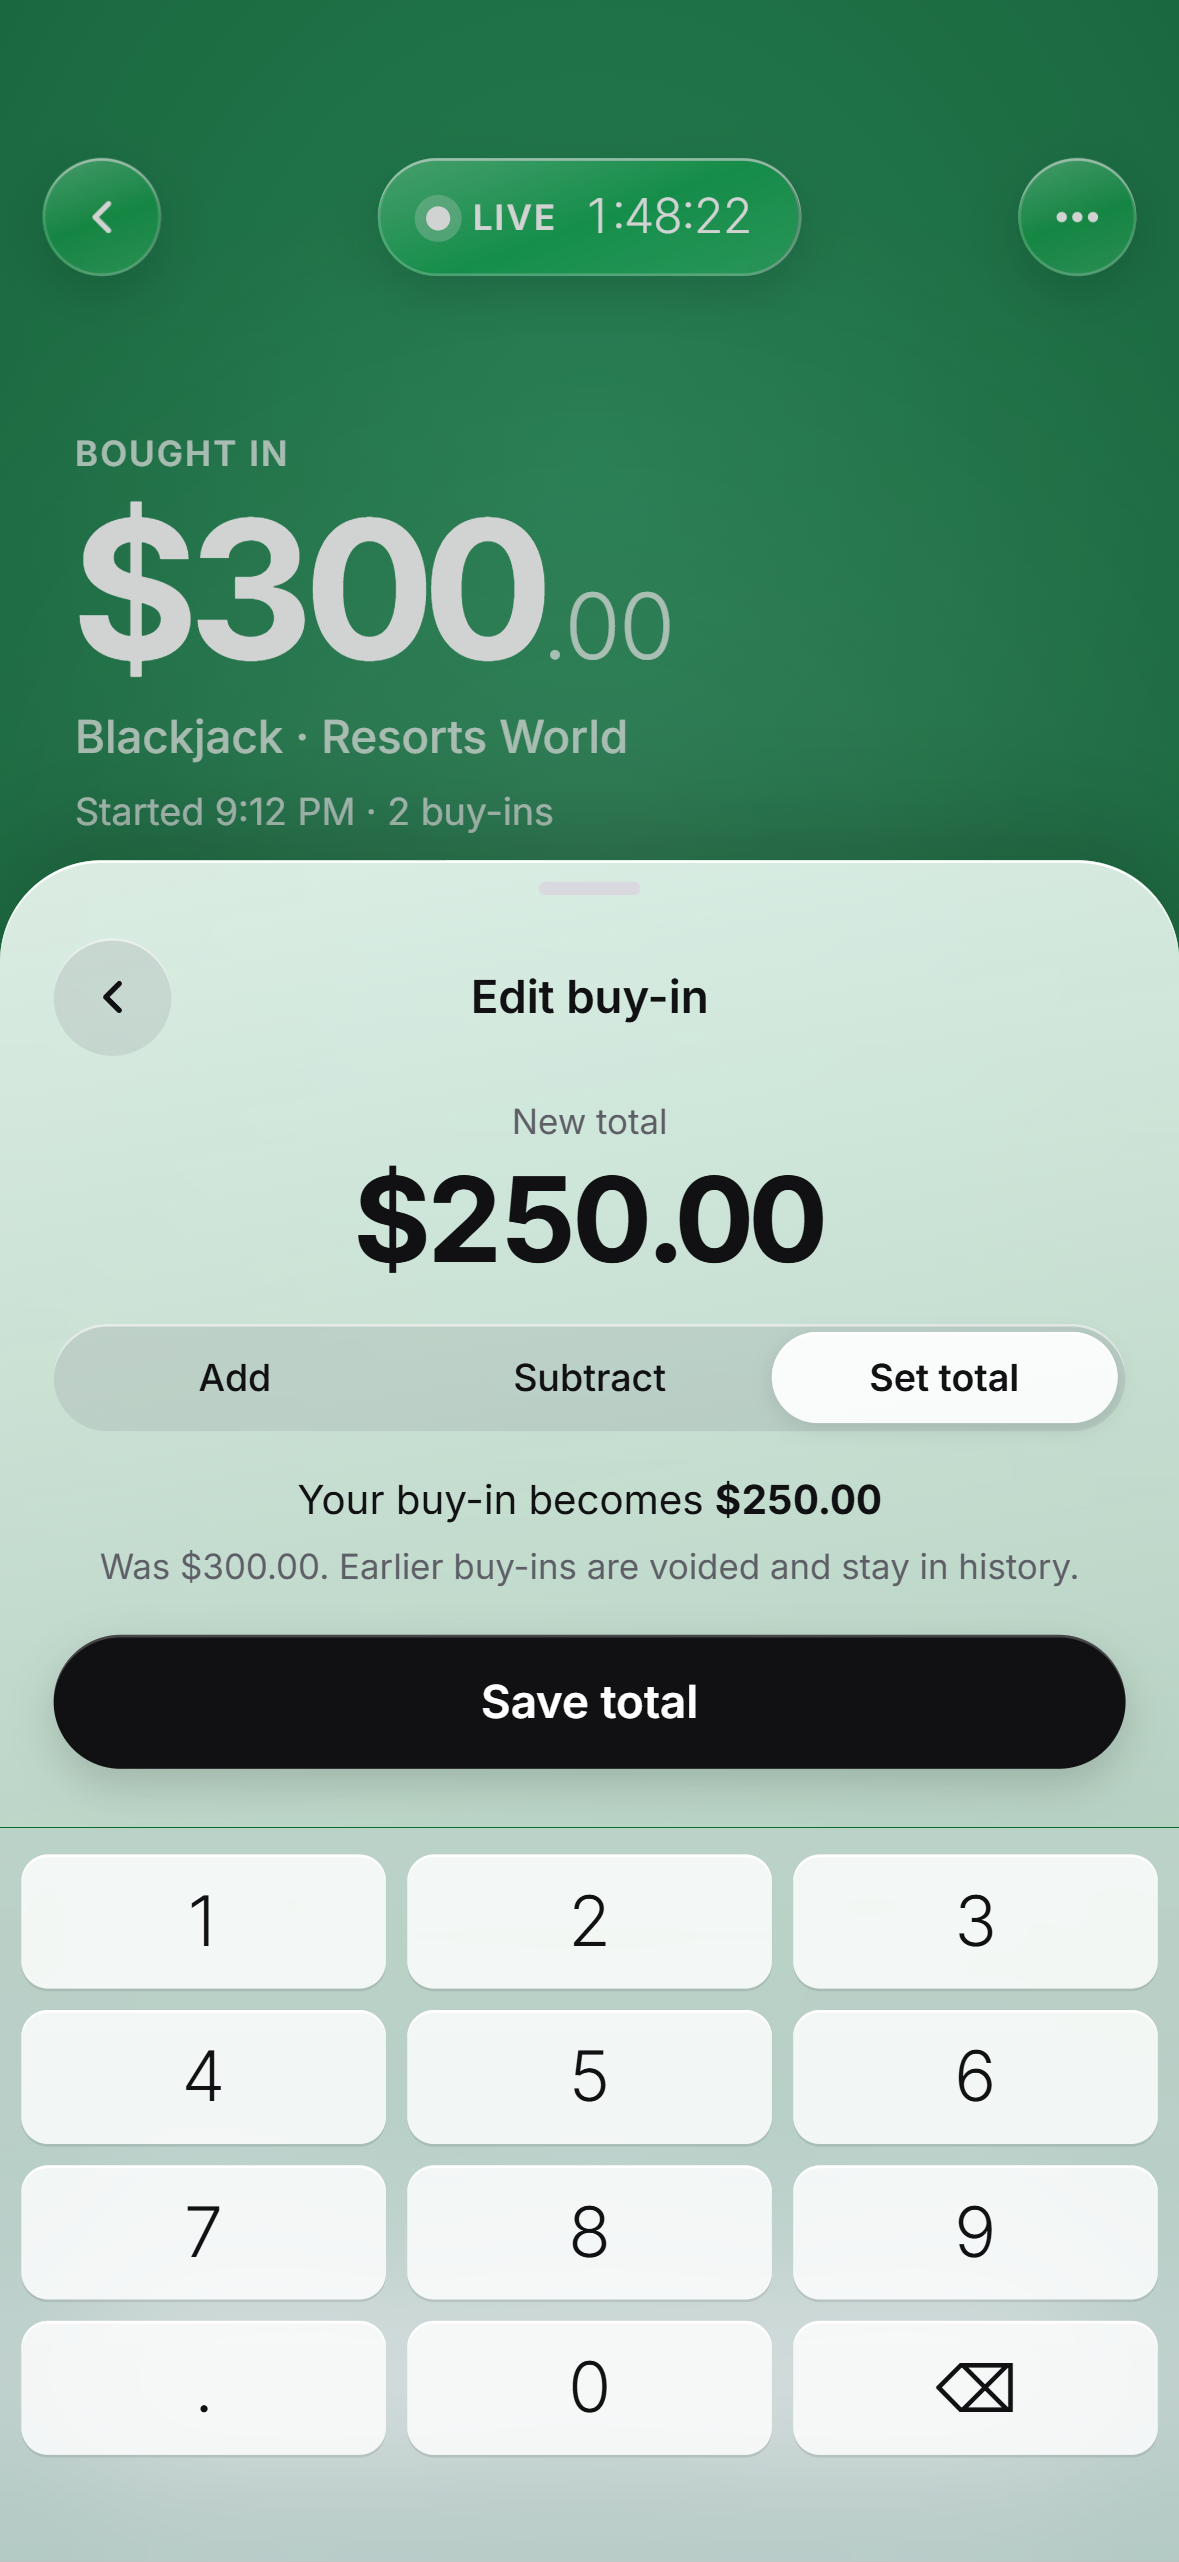 LIVE 1:48:22
BOUGHT IN
$300.00
Blackjack · Resorts World
Started 9:12 PM · 2 buy-ins
Edit buy-in
New total
$250.00
Add Subtract Set total
Your buy-in becomes $250.00
Was $300.00. Earlier buy-ins are voided and stay in history.
Save total
1 2 3
4 5 6
7 8 9
. 0